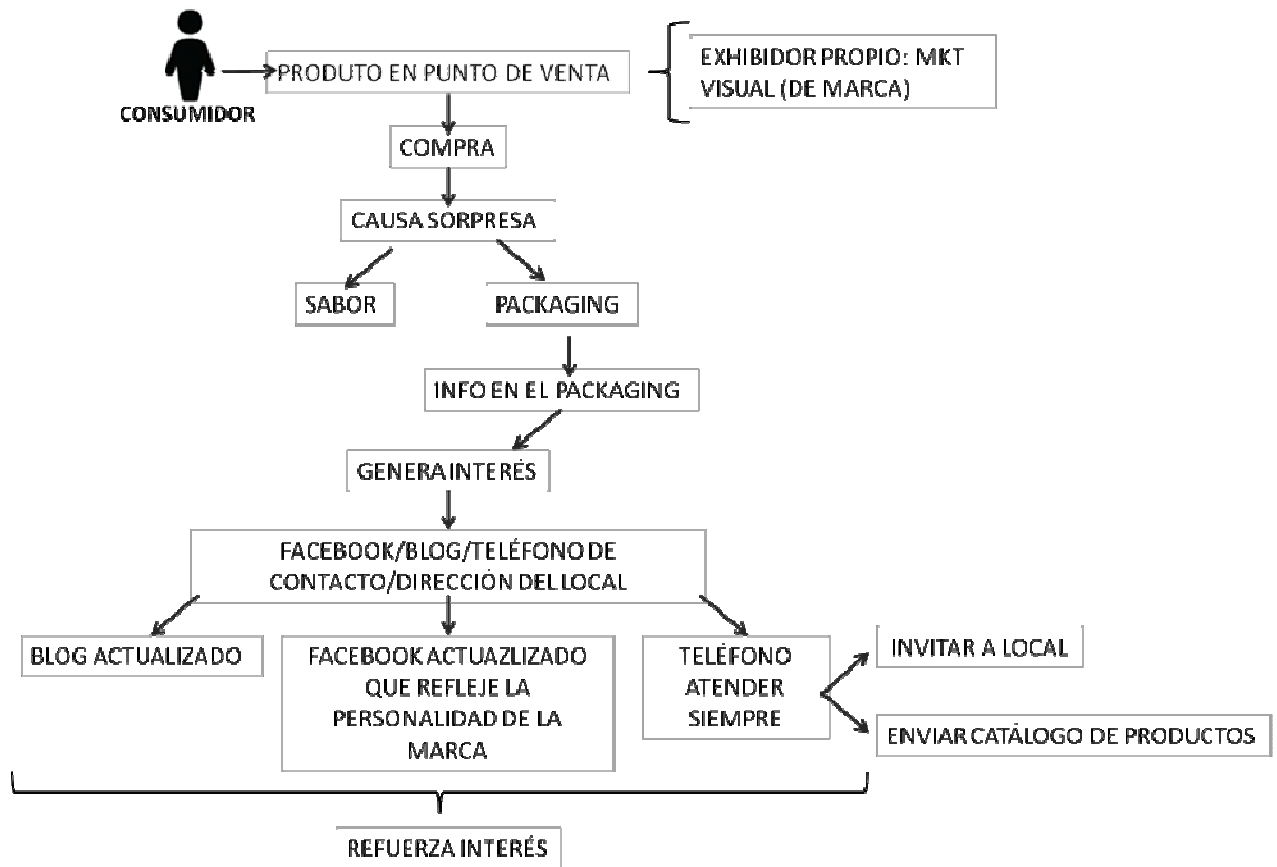 CONSUMIDOR
PRODUTO EN PUNTO DE VENTA
EXHIBIDOR PROPIO: MKT
VISUAL (DE MARCA)
COMPRA
CAUSA SORPRESA
SABOR
PACKAGING
INFO EN EL PACKAGING
GENERA INTERÉS
FACEBOOK/BLOG/TELÉFONO DE
CONTACTO/DIRECCIÓN DEL LOCAL
BLOG ACTUALIZADO
FACEBOOK ACTUAZLIZADO
QUE REFLEJE LA
PERSONALIDAD DE LA
MARCA
TELÉFONO
ATENDER
SIEMPRE
INVITAR A LOCAL
ENVIAR CATÁLOGO DE PRODUCTOS
REFUERZA INTERÉS